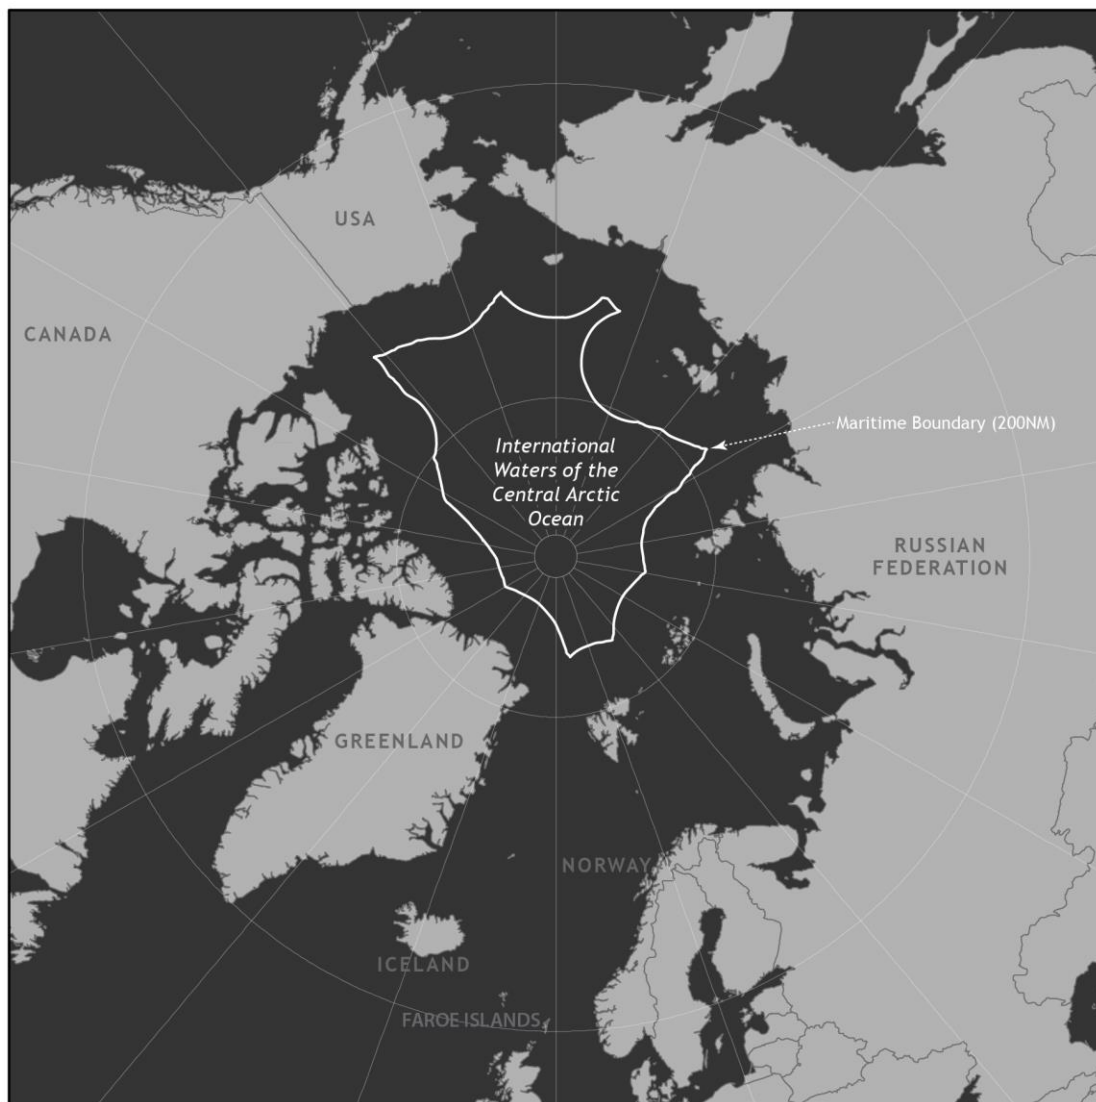 USA
CANADA
Maritime Boundary (200NM)
International
Waters of the
Central Arctic
Ocean
RUSSIAN
FEDERATION
GREENLAND
NORWAY
ICELAND
FAROE ISLANDS